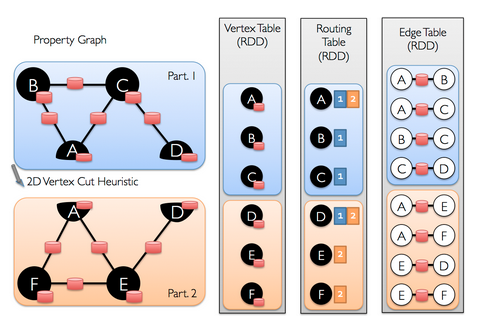 Property Graph
Part. 1
B
C
A
D
2D Vertex Cut Heuristic
A
D
F
E
Part. 2
Vertex Table
(RDD)
A
B
C
D
E
F
Routing
Table
(RDD)
A 1 2
B 1
C 1
D 1 2
E 2
F 2
Edge Table
(RDD)
A B
A C
B C
C D
A E
A F
E D
E F